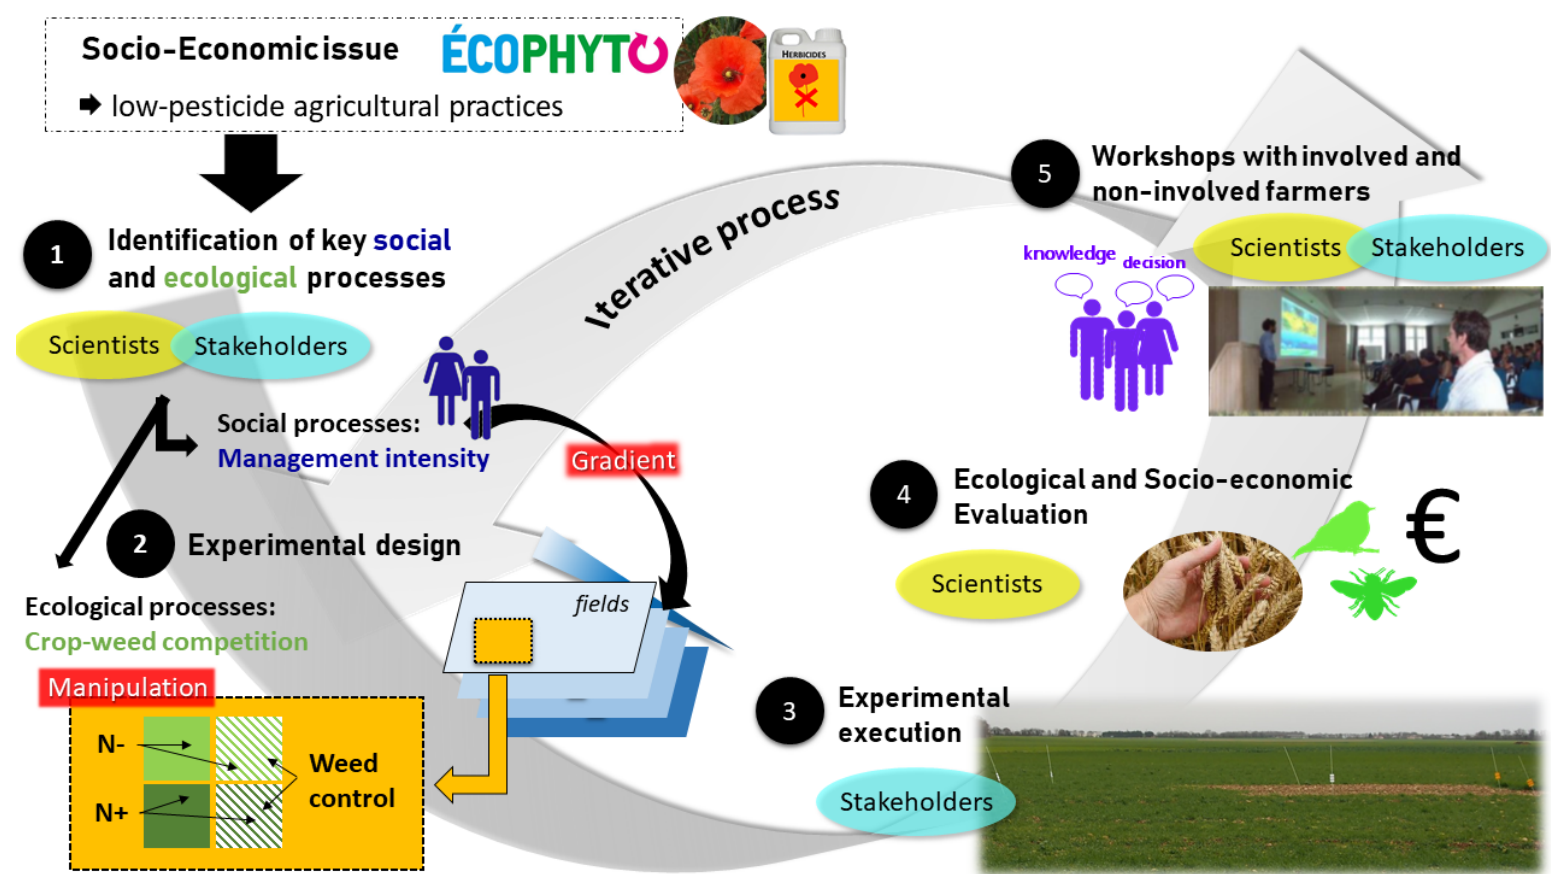 Socio-Economic issue
ÉCOPHYTO
HERBICIDES
➡ low-pesticide agricultural practices
1
Identification of key social
and ecological processes
Scientists
Stakeholders
Social processes:
Management intensity
Iterative process
Gradient
2
Experimental design
Ecological processes:
Crop-weed competition
fields
Manipulation
N-
N+
Weed
control
3
Experimental
execution
Stakeholders
4
Ecological and Socio-economic
Evaluation
Scientists
€
5
Workshops with involved and
non-involved farmers
Scientists
Stakeholders
knowledge
decision